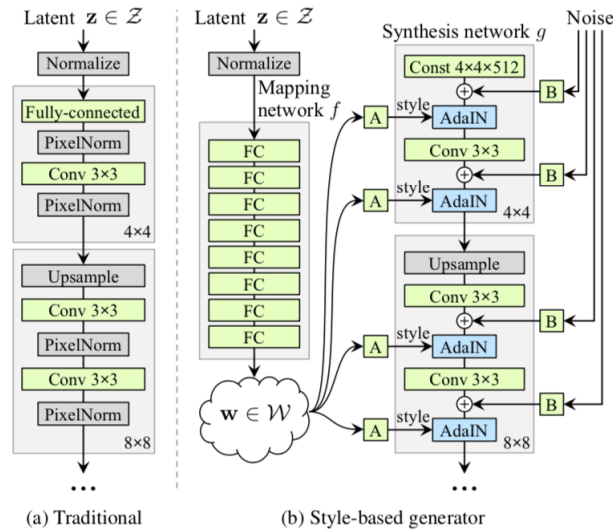 Latent z ∈ Z
Normalize
Fully-connected
PixelNorm
Conv 3×3
PixelNorm
4×4
Upsample
Conv 3×3
PixelNorm
Conv 3×3
PixelNorm
8×8
...
(a) Traditional
Latent z ∈ Z
Normalize
Mapping
network f
FC
FC
FC
FC
FC
FC
FC
FC
w ∈ W
Synthesis network g
Noise
Const 4×4×512
+
B
A
style
AdaIN
Conv 3×3
+
B
A
style
AdaIN
4×4
Upsample
Conv 3×3
+
B
A
style
AdaIN
Conv 3×3
+
B
A
style
AdaIN
8×8
...
(b) Style-based generator